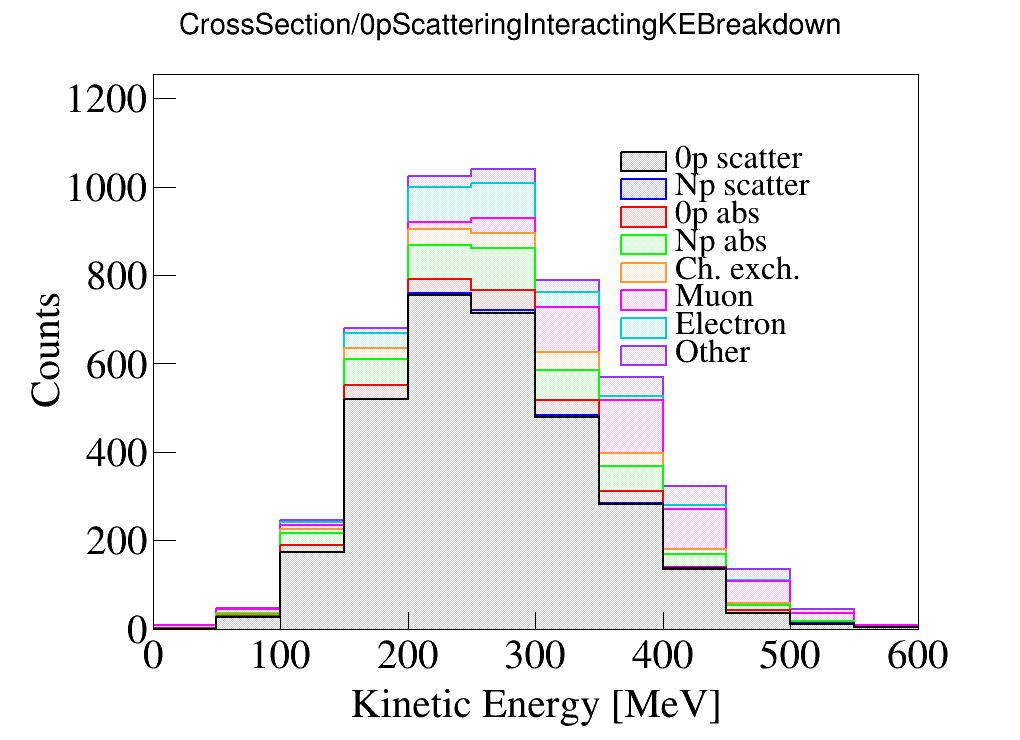 CrossSection/0pScatteringInteractingKEBreakdown
1200
1000
800
600
400
200
0
Counts
0p scatter
Np scatter
0p abs
Np abs
Ch. exch.
Muon
Electron
Other
0 100 200 300 400 500 600
Kinetic Energy [MeV]